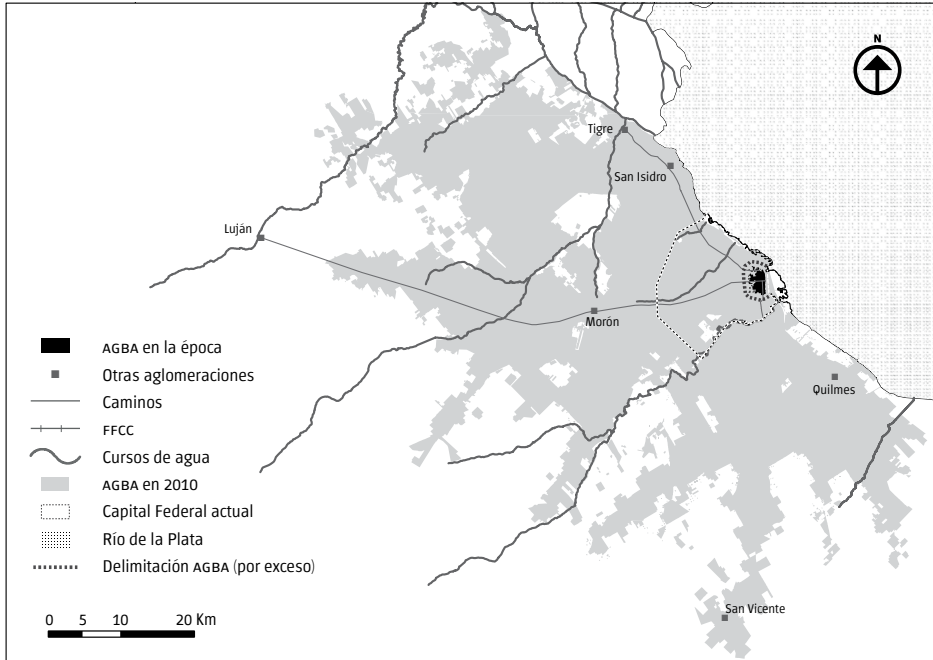 N
Tigre
San Isidro
Luján
Morón
Quilmes
San Vicente
AGBA en la época
Otras aglomeraciones
Caminos
FFCC
Cursos de agua
AGBA en 2010
Capital Federal actual
Río de la Plata
Delimitación AGBA (por exceso)
0 5 10 20 Km